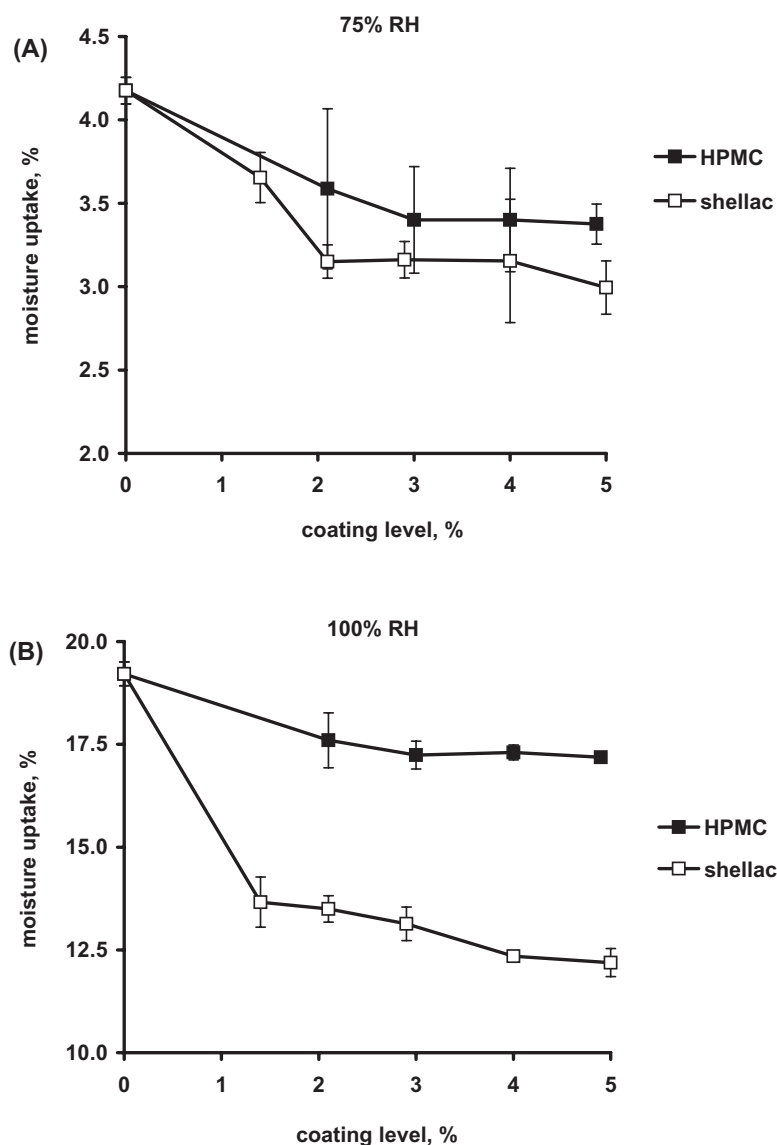 (A)
75% RH
4.5
4.0
3.5
3.0
2.5
2.0
0 1 2 3 4 5
moisture uptake, %
coating level, %
HPMC
shellac
(B)
100% RH
20.0
17.5
15.0
12.5
10.0
0 1 2 3 4 5
moisture uptake, %
coating level, %
HPMC
shellac